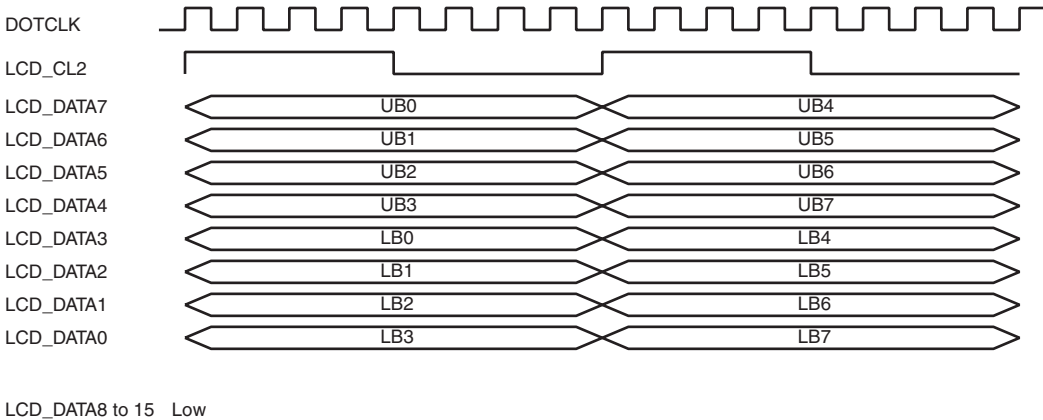 DOTCLK
LCD_CL2
LCD_DATA7 UB0 UB4
LCD_DATA6 UB1 UB5
LCD_DATA5 UB2 UB6
LCD_DATA4 UB3 UB7
LCD_DATA3 LB0 LB4
LCD_DATA2 LB1 LB5
LCD_DATA1 LB2 LB6
LCD_DATA0 LB3 LB7
LCD_DATA8 to 15 Low